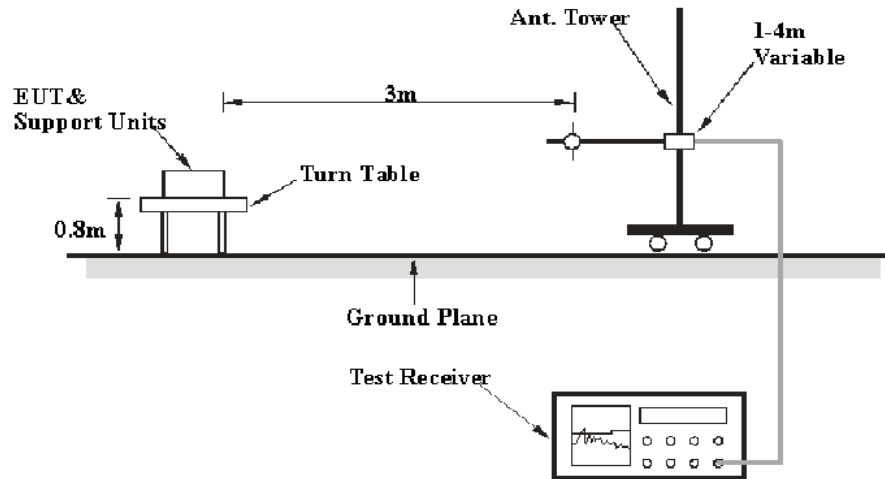 Ant. Tower
1-4m
Variable
3m
EUT&
Support Units
Turn Table
0.8m
Ground Plane
Test Receiver